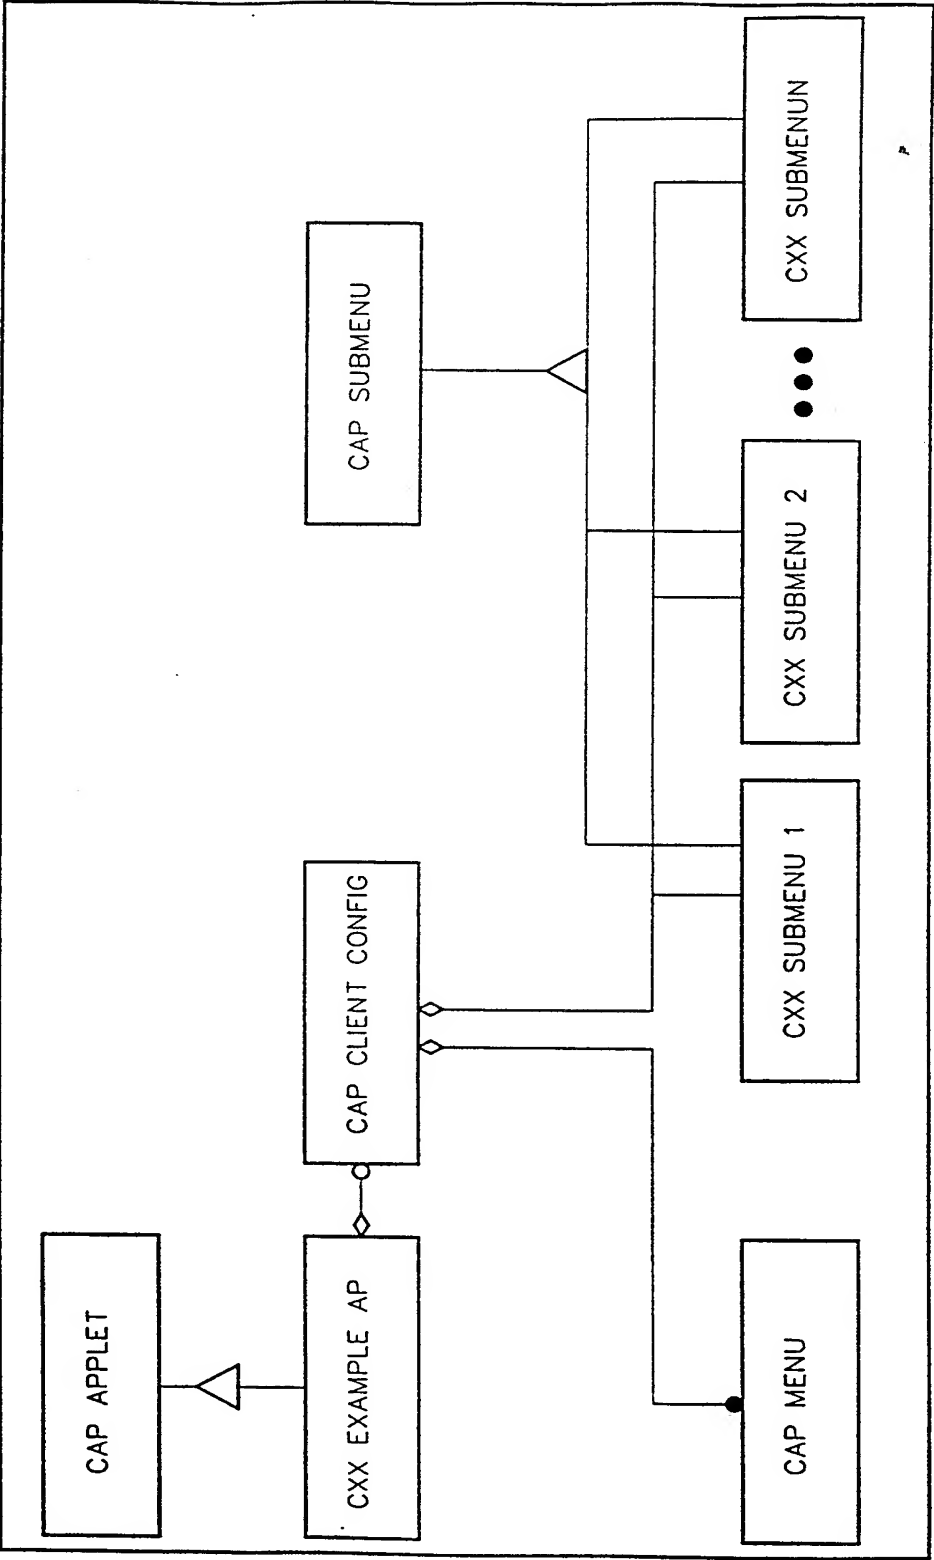 CAP APPLET
CXX EXAMPLE AP
CAP CLIENT CONFIG
CAP SUBMENU
CAP MENU
CXX SUBMENU 1
CXX SUBMENU 2
CXX SUBMENUN